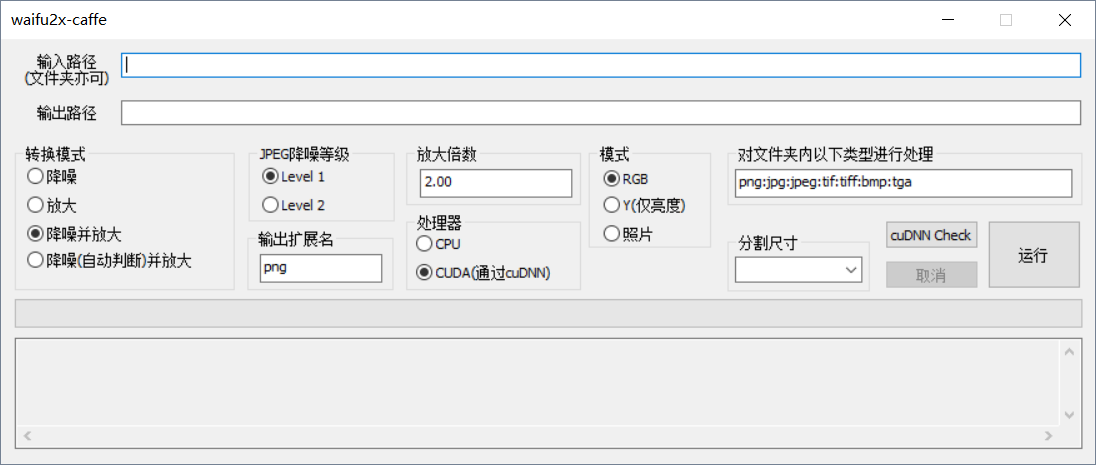 waifu2x-caffe
输入路径
(文件夹亦可)
输出路径
转换模式
降噪
放大
降噪并放大
降噪(自动判断)并放大
JPEG降噪等级
Level 1
Level 2
输出扩展名
png
放大倍数
2.00
处理器
CPU
CUDA(通过cuDNN)
模式
RGB
Y(仅亮度)
照片
对文件夹内以下类型进行处理
png:jpg:jpeg:tif:tiff:bmp:tga
分割尺寸
cuDNN Check
取消
运行